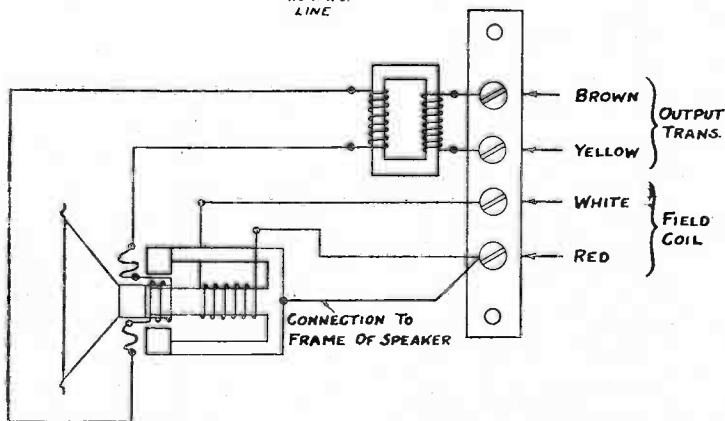 LINE
BROWN
OUTPUT
TRANS.
YELLOW
WHITE
FIELD
COIL
RED
CONNECTION TO
FRAME OF SPEAKER